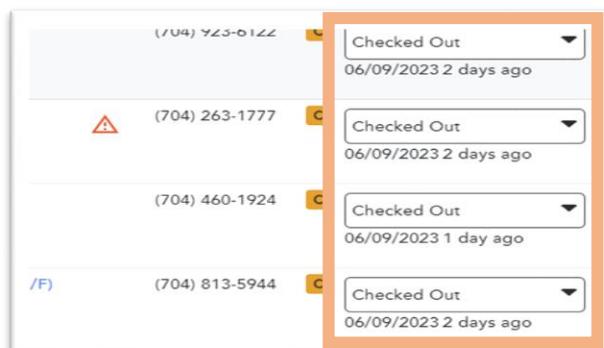 (704) 923-6122 C Checked Out
06/09/2023 2 days ago
(704) 263-1777 C Checked Out
06/09/2023 2 days ago
(704) 460-1924 C Checked Out
06/09/2023 1 day ago
/F) (704) 813-5944 C Checked Out
06/09/2023 2 days ago